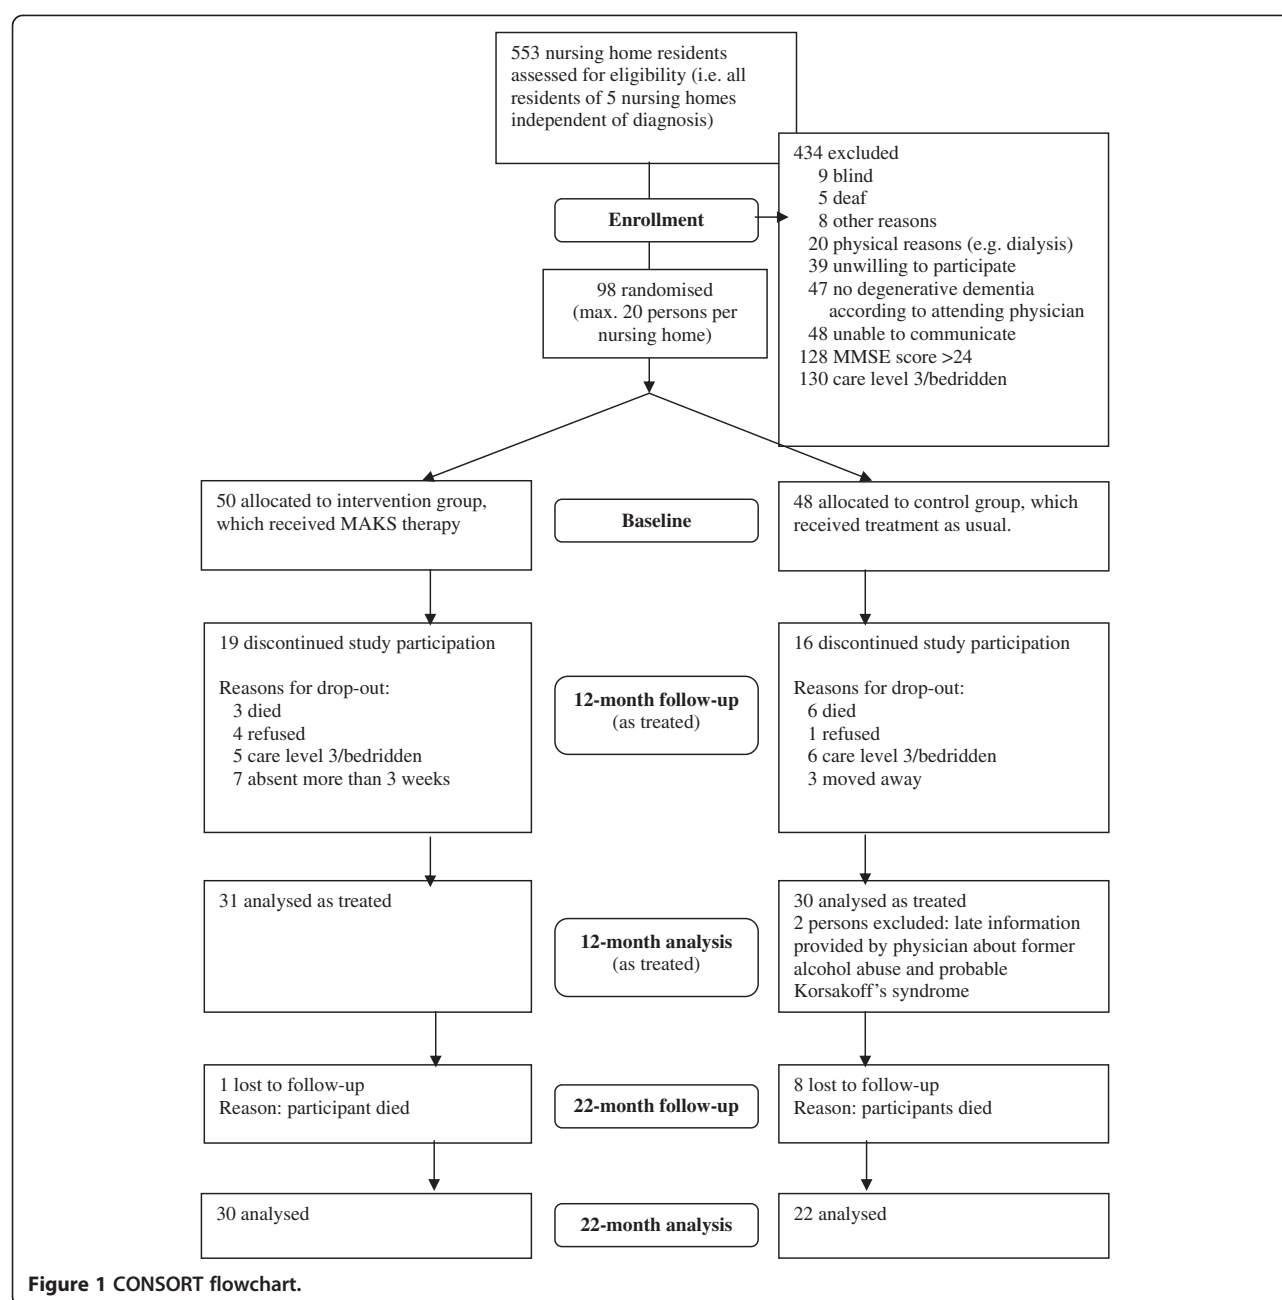 553 nursing home residents
assessed for eligibility (i.e. all
residents of 5 nursing homes
independent of diagnosis)
434 excluded
9 blind
5 deaf
8 other reasons
20 physical reasons (e.g. dialysis)
39 unwilling to participate
47 no degenerative dementia
according to attending physician
48 unable to communicate
128 MMSE score >24
130 care level 3/bedridden
Enrollment
98 randomised
(max. 20 persons per
nursing home)
50 allocated to intervention group,
which received MAKS therapy
Baseline
48 allocated to control group, which
received treatment as usual.
19 discontinued study participation
Reasons for drop-out:
3 died
4 refused
5 care level 3/bedridden
7 absent more than 3 weeks
12-month follow-up
(as treated)
16 discontinued study participation
Reasons for drop-out:
6 died
1 refused
6 care level 3/bedridden
3 moved away
31 analysed as treated
12-month analysis
(as treated)
30 analysed as treated
2 persons excluded: late information
provided by physician about former
alcohol abuse and probable
Korsakoff’s syndrome
1 lost to follow-up
Reason: participant died
22-month follow-up
8 lost to follow-up
Reason: participants died
30 analysed
22-month analysis
22 analysed
Figure 1 CONSORT flowchart.